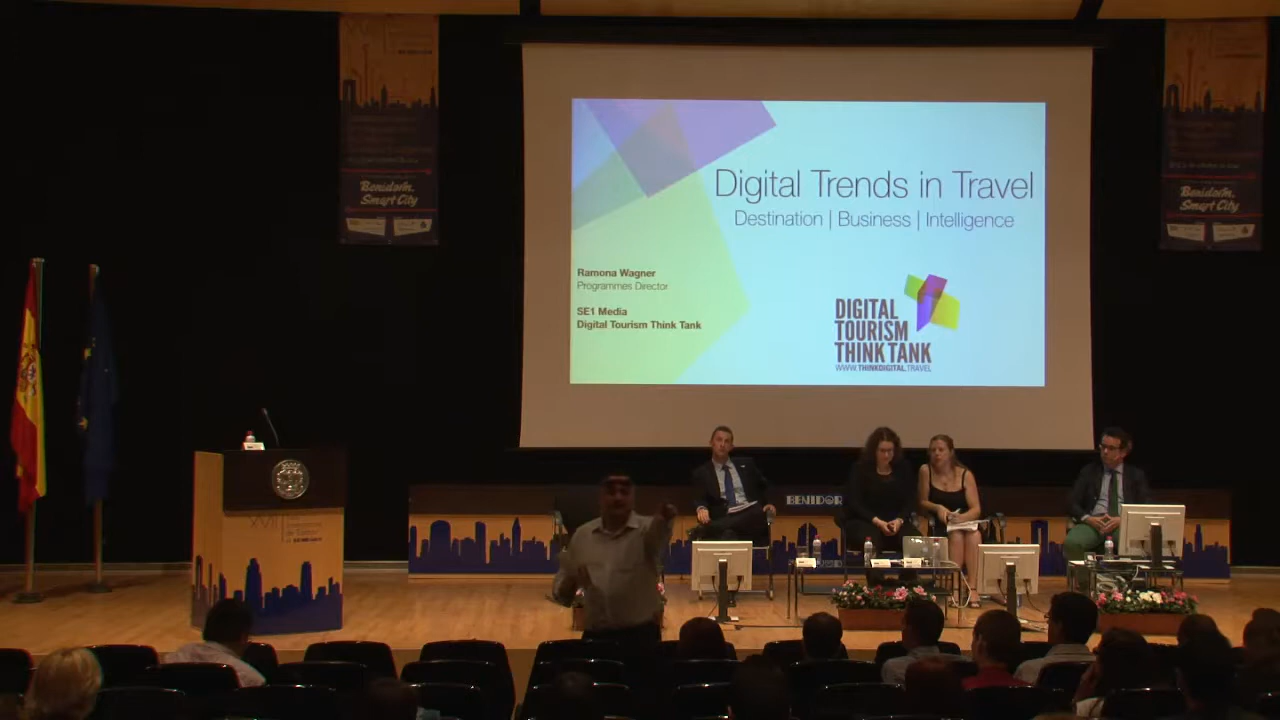 Digital Trends in Travel
Destination | Business | Intelligence
Ramona Wagner
Programmes Director
SE1 Media
Digital Tourism Think Tank
DIGITAL
TOURISM
THINK TANK
WWW.THINKDIGITAL.TRAVEL
Benidorm,
Smart City
Benidorm,
Smart City
XVII
BENIDOR